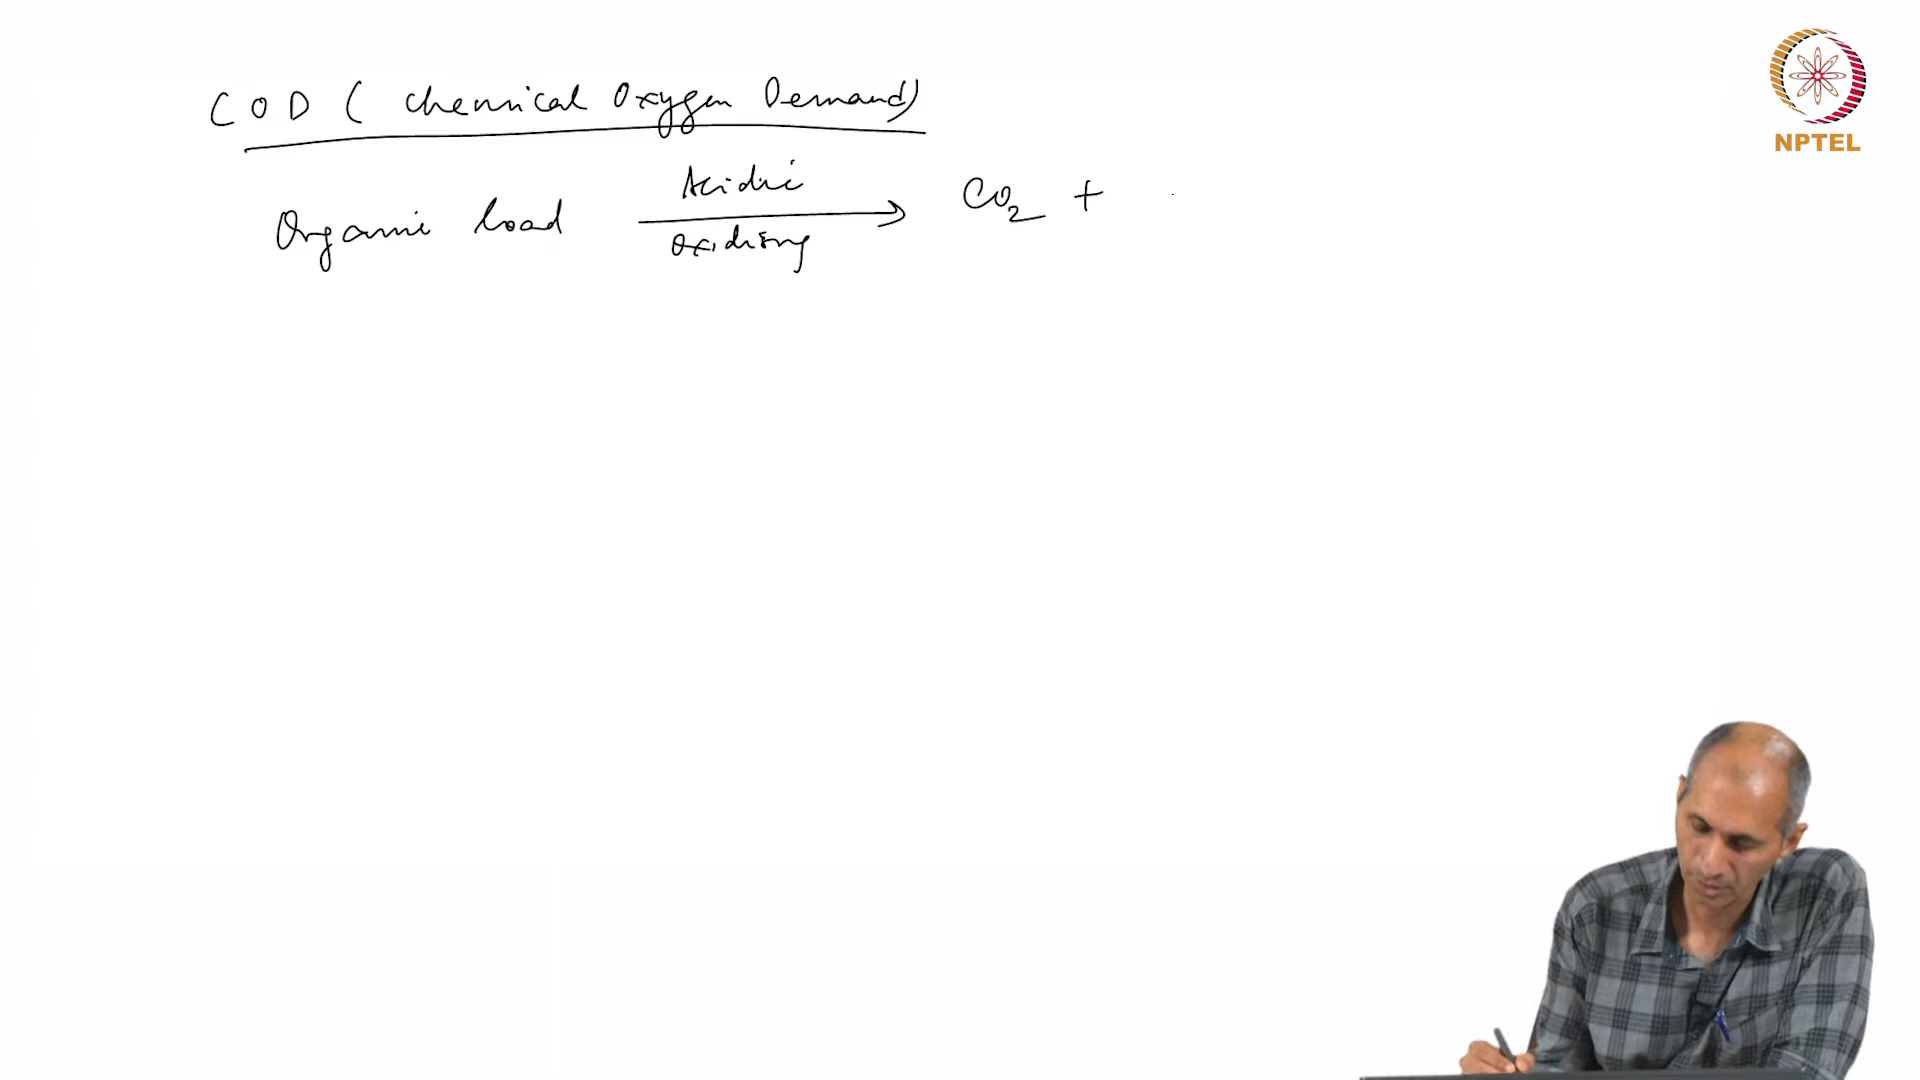 COD (Chemical Oxygen Demand)
Organic load Acidic CO2 +
oxidising
NPTEL